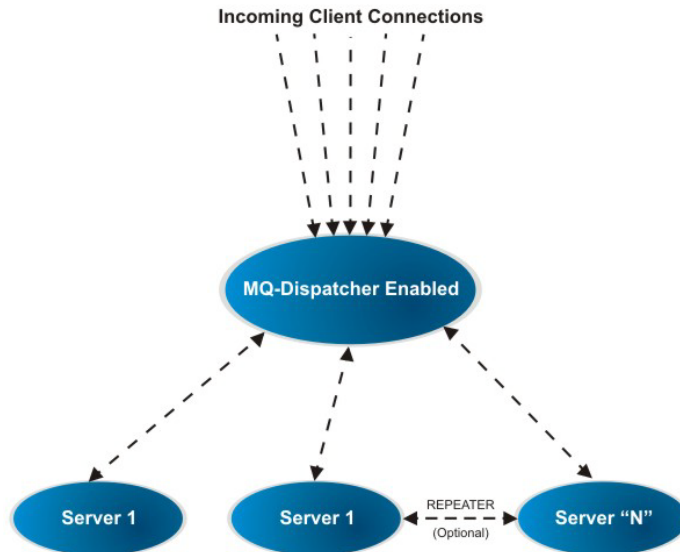 Incoming Client Connections
MQ-Dispatcher Enabled
Server 1
Server 1
REPEATER
(Optional)
Server “N”